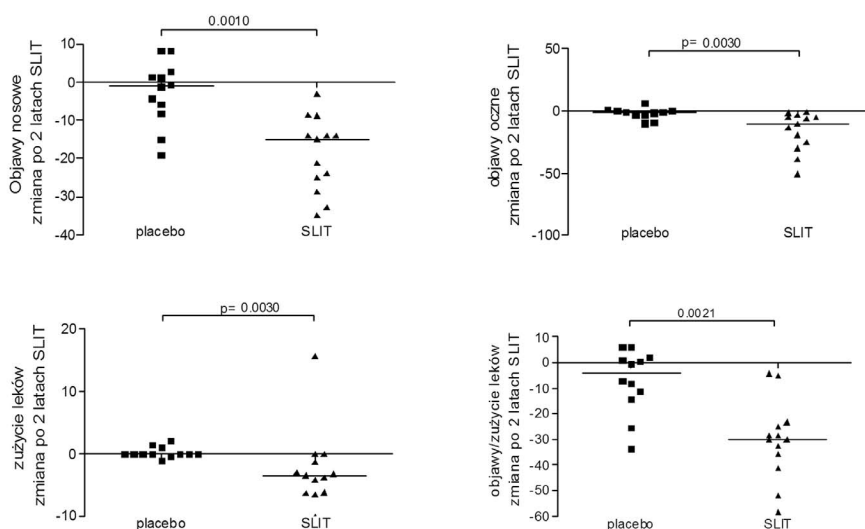 0.0010
Objawy nosowe
zmiana po 2 latach SLIT
10
0
-10
-20
-30
-40
placebo
SLIT
p= 0.0030
objawy oczne
zmiana po 2 latach SLIT
50
0
-50
-100
placebo
SLIT
p= 0.0030
zużycie leków
zmiana po 2 latach SLIT
20
10
0
-10
placebo
SLIT
0.0021
objawy/zużycie leków
zmiana po 2 latach SLIT
10
0
-10
-20
-30
-40
-50
-60
placebo
SLIT